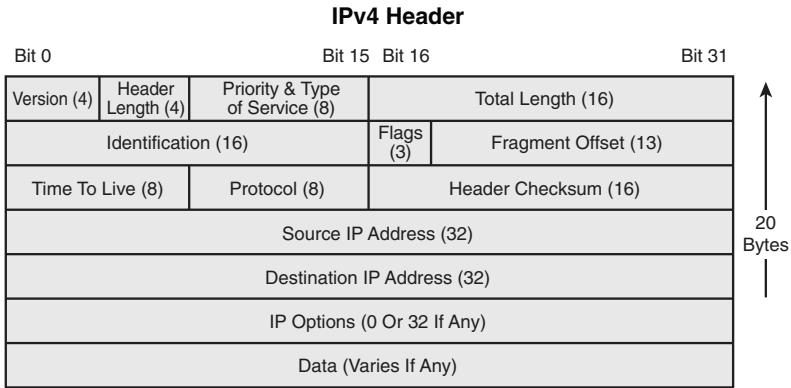 IPv4 Header
Bit 0 Bit 15 Bit 16 Bit 31
Version (4) Header Length (4) Priority & Type of Service (8) Total Length (16)
Identification (16) Flags (3) Fragment Offset (13)
Time To Live (8) Protocol (8) Header Checksum (16)
Source IP Address (32)
20 Bytes
Destination IP Address (32)
IP Options (0 Or 32 If Any)
Data (Varies If Any)